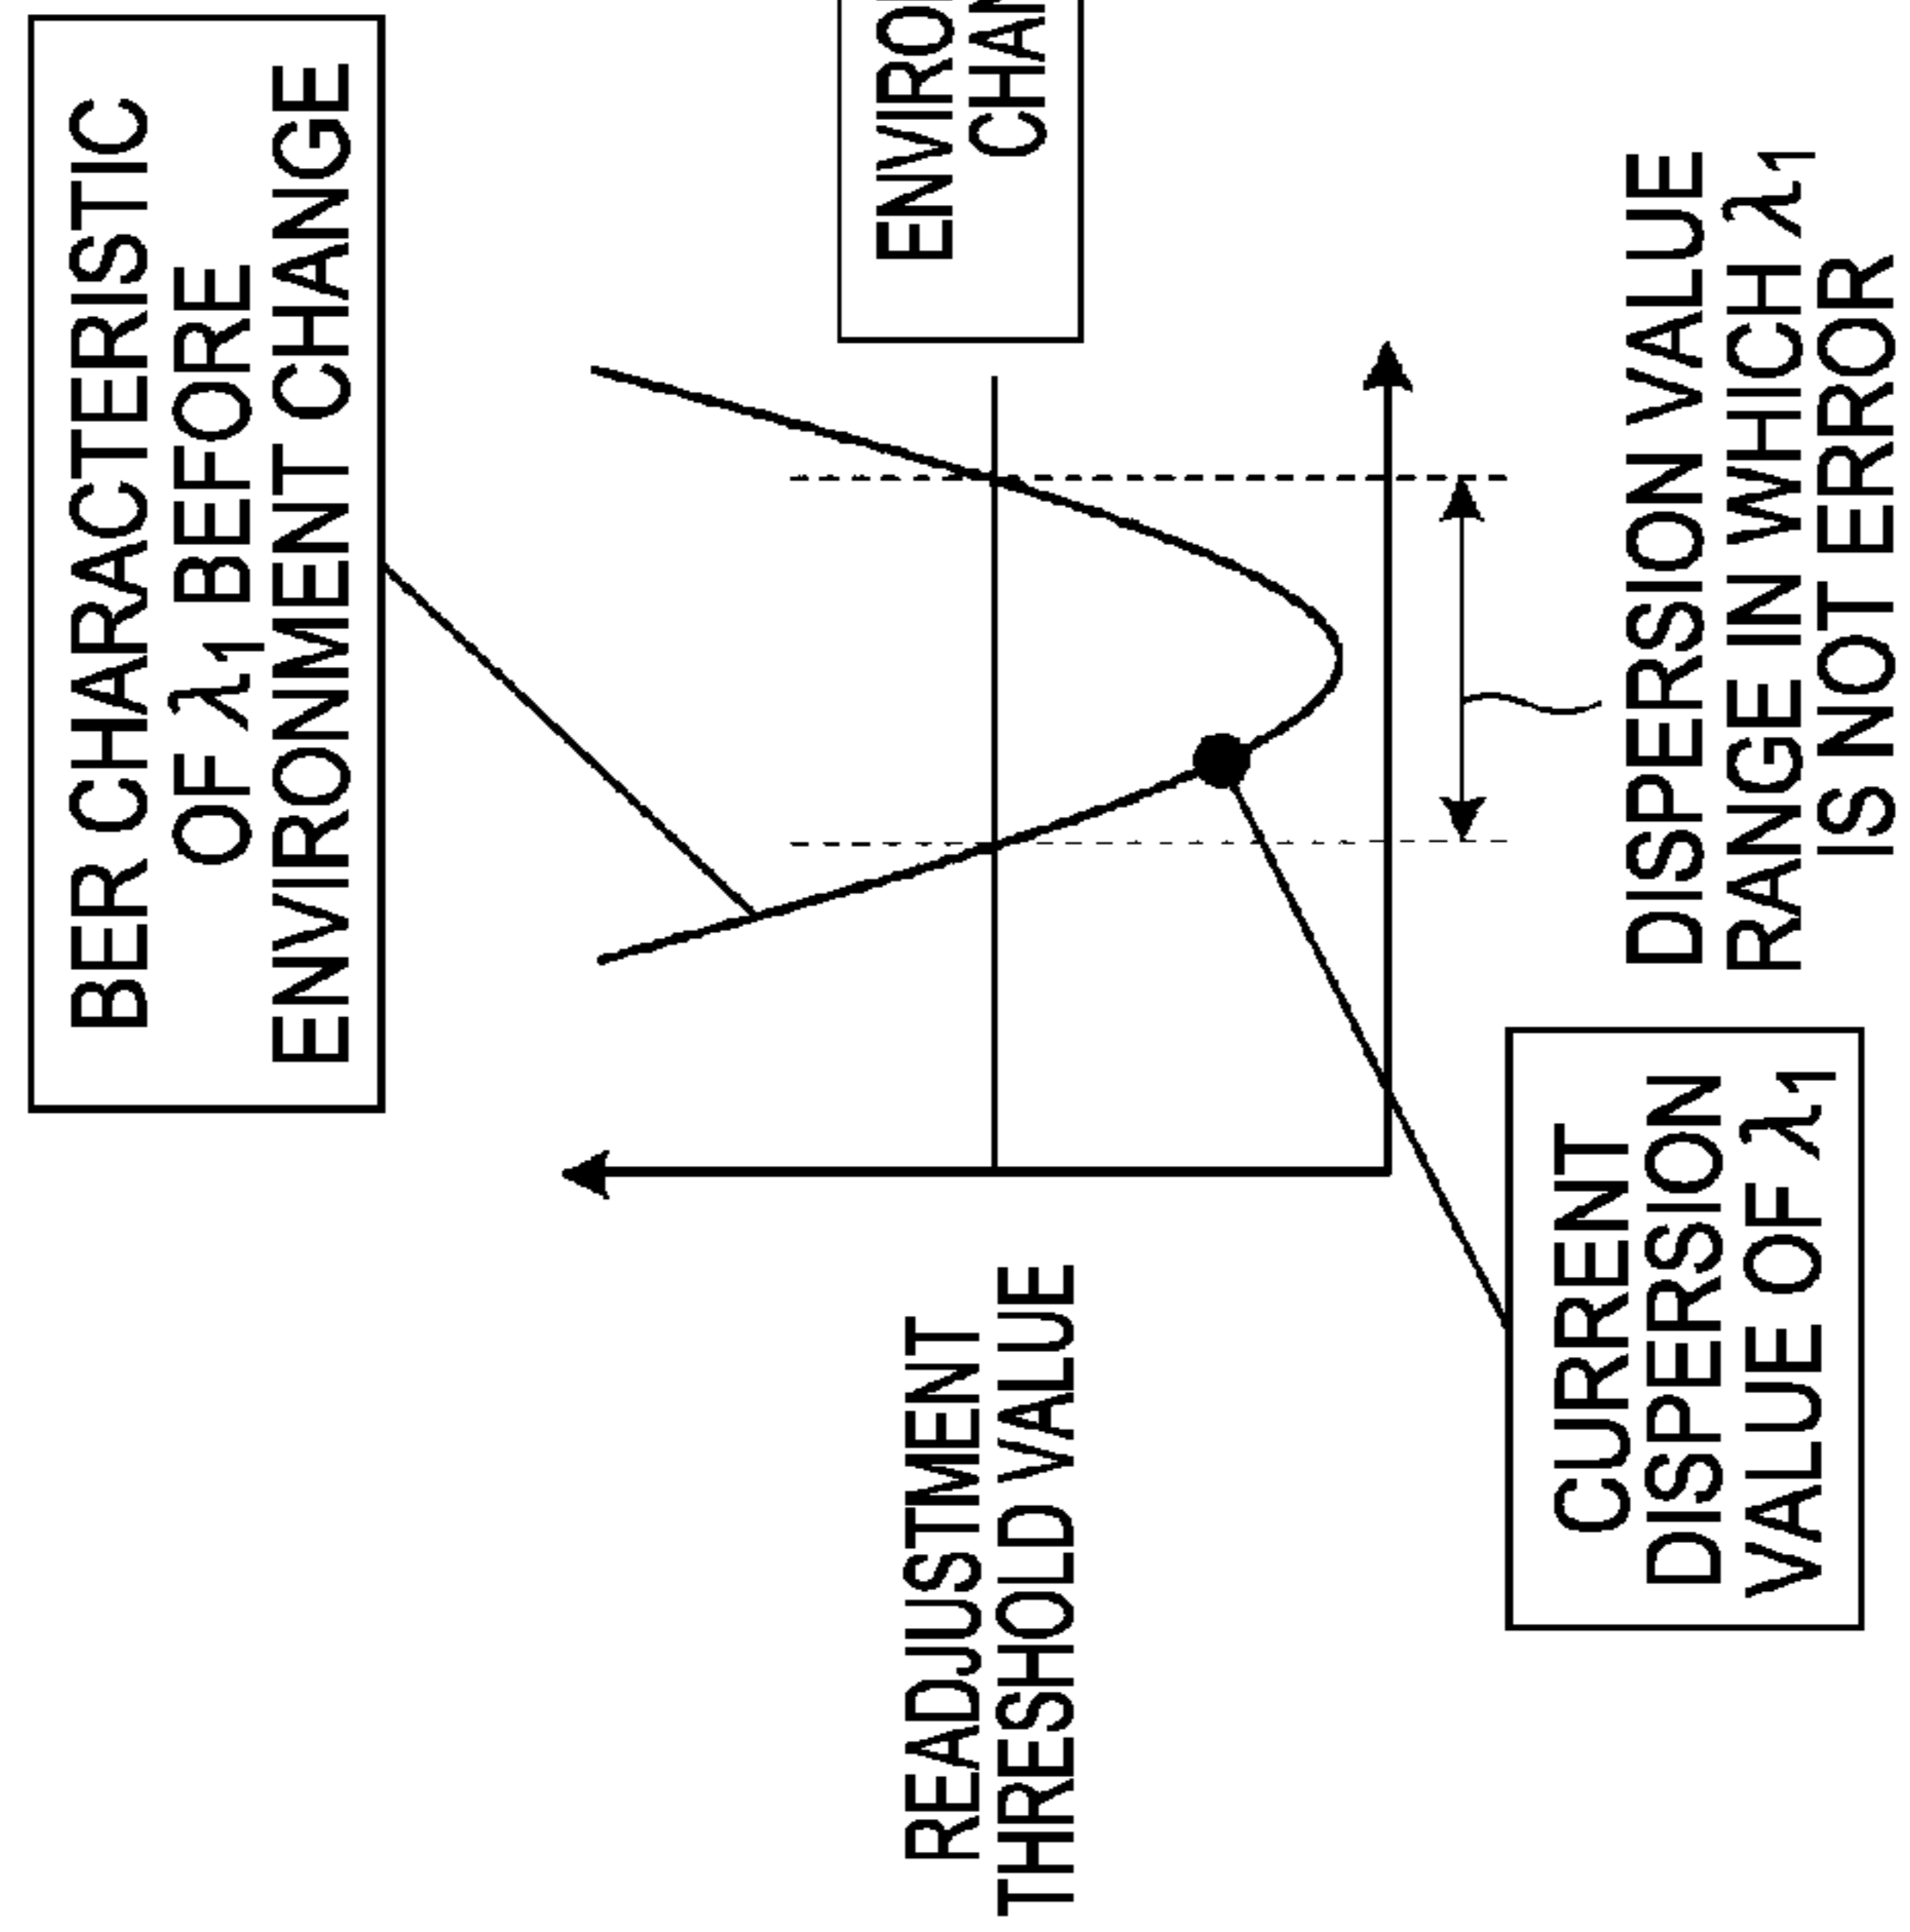 BER CHARACTERISTIC
OF λ1 BEFORE
ENVIRONMENT CHANGE
READJUSTMENT
THRESHOLD VALUE
CURRENT
DISPERSION
VALUE OF λ1
DISPERSION VALUE
RANGE IN WHICH λ1
IS NOT ERROR